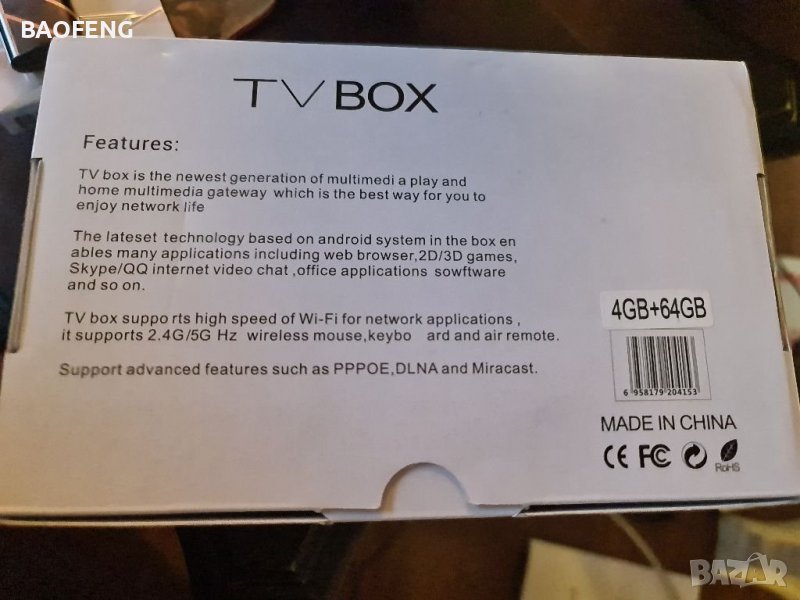 BAOFENG
TV BOX
Features:
TV box is the newest generation of multimedi a play and
home multimedia gateway which is the best way for you to
enjoy network life
The lateset technology based on android system in the box en
ables many applications including web browser,2D/3D games,
Skype/QQ internet video chat ,office applications sowftware
and so on.
TV box suppo rts high speed of Wi-Fi for network applications ,
it supports 2.4G/5G Hz wireless mouse,keybo ard and air remote.
Support advanced features such as PPPOE,DLNA and Miracast.
4GB+64GB
6 958179 204153
MADE IN CHINA
CE FC RoHS
BAZAR